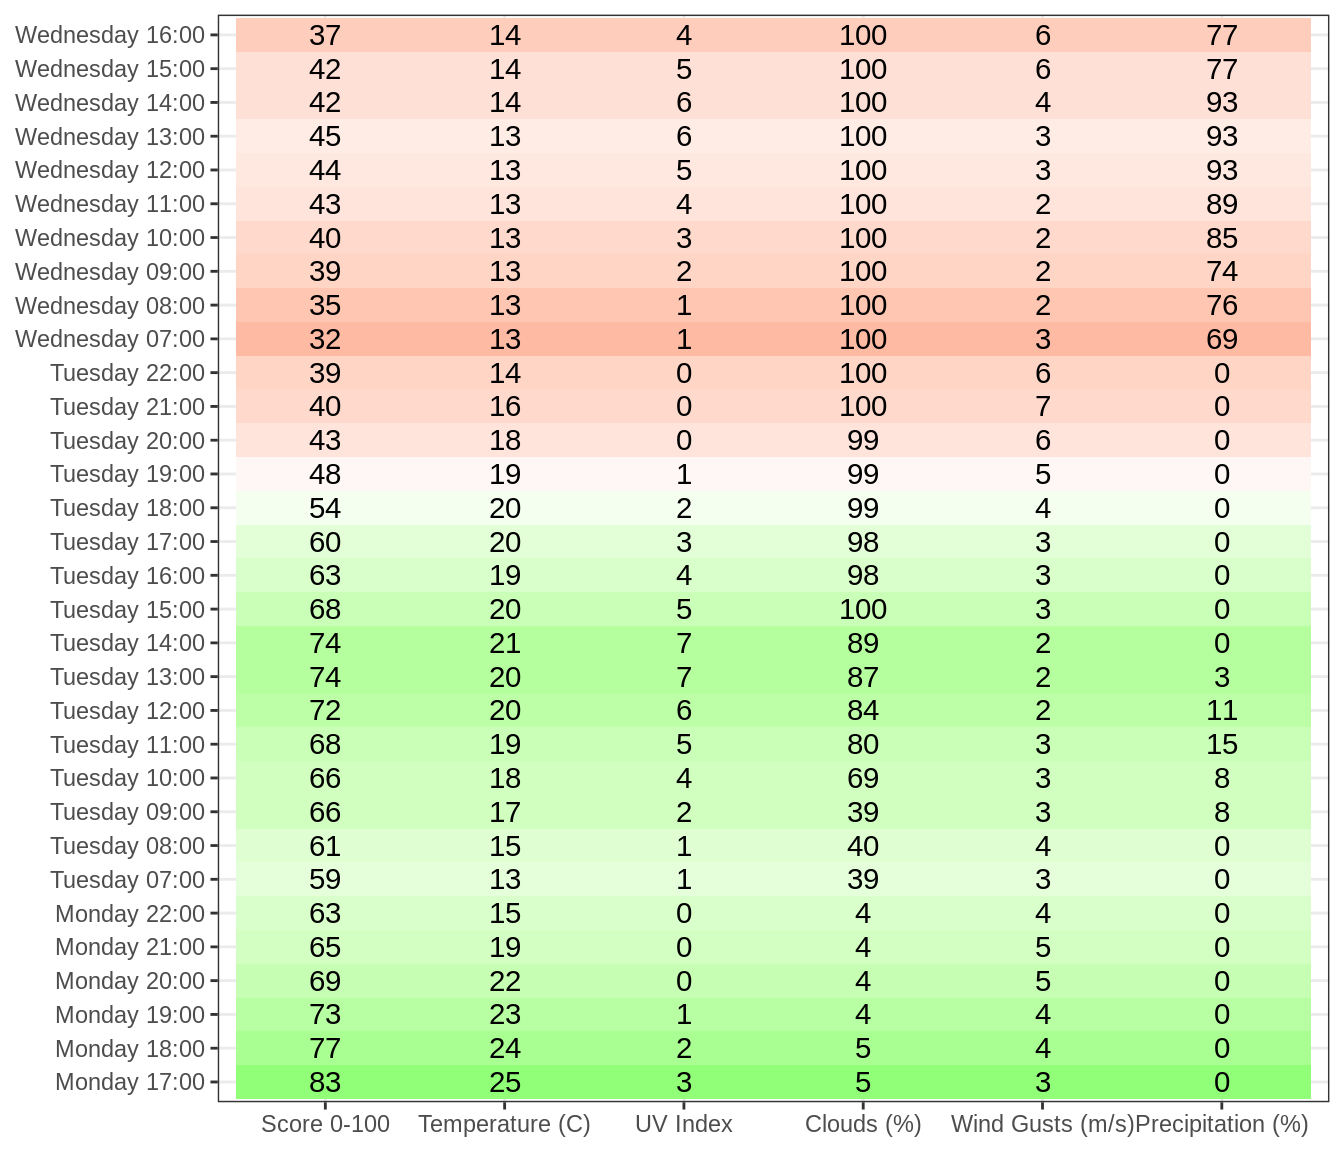 Wednesday 16:00 37 14 4 100 6 77
Wednesday 15:00 42 14 5 100 6 77
Wednesday 14:00 42 14 6 100 4 93
Wednesday 13:00 45 13 6 100 3 93
Wednesday 12:00 44 13 5 100 3 93
Wednesday 11:00 43 13 4 100 2 89
Wednesday 10:00 40 13 3 100 2 85
Wednesday 09:00 39 13 2 100 2 74
Wednesday 08:00 35 13 1 100 2 76
Wednesday 07:00 32 13 1 100 3 69
Tuesday 22:00 39 14 0 100 6 0
Tuesday 21:00 40 16 0 100 7 0
Tuesday 20:00 43 18 0 99 6 0
Tuesday 19:00 48 19 1 99 5 0
Tuesday 18:00 54 20 2 99 4 0
Tuesday 17:00 60 20 3 98 3 0
Tuesday 16:00 63 19 4 98 3 0
Tuesday 15:00 68 20 5 100 3 0
Tuesday 14:00 74 21 7 89 2 0
Tuesday 13:00 74 20 7 87 2 3
Tuesday 12:00 72 20 6 84 2 11
Tuesday 11:00 68 19 5 80 3 15
Tuesday 10:00 66 18 4 69 3 8
Tuesday 09:00 66 17 2 39 3 8
Tuesday 08:00 61 15 1 40 4 0
Tuesday 07:00 59 13 1 39 3 0
Monday 22:00 63 15 0 4 4 0
Monday 21:00 65 19 0 4 5 0
Monday 20:00 69 22 0 4 5 0
Monday 19:00 73 23 1 4 4 0
Monday 18:00 77 24 2 5 4 0
Monday 17:00 83 25 3 5 3 0
Score 0-100 Temperature (C) UV Index Clouds (%) Wind Gusts (m/s) Precipitation (%)